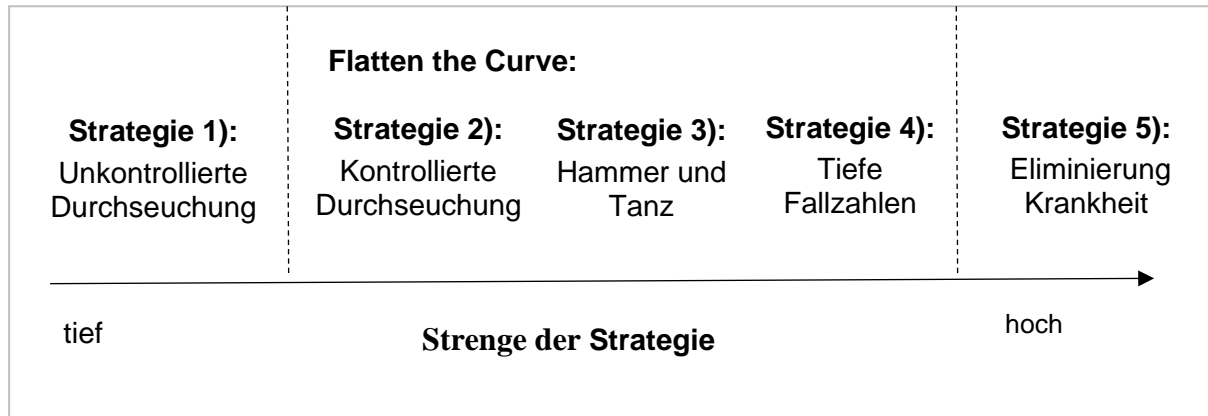 Flatten the Curve:
Strategie 1):
Unkontrollierte
Durchseuchung
Strategie 2):
Kontrollierte
Durchseuchung
Strategie 3):
Hammer und
Tanz
Strategie 4):
Tiefe
Fallzahlen
Strategie 5):
Eliminierung
Krankheit
tief
Strenge der Strategie
hoch